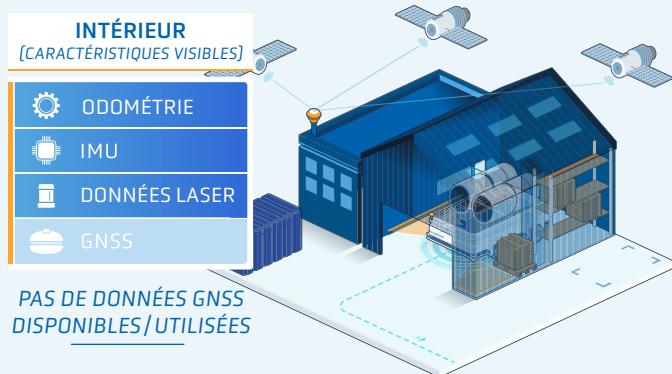 INTÉRIEUR
(CARACTÉRISTIQUES VISIBLES)
ODOMÉTRIE
IMU
DONNÉES LASER
GNSS
PAS DE DONNÉES GNSS
DISPONIBLES/UTILISÉES